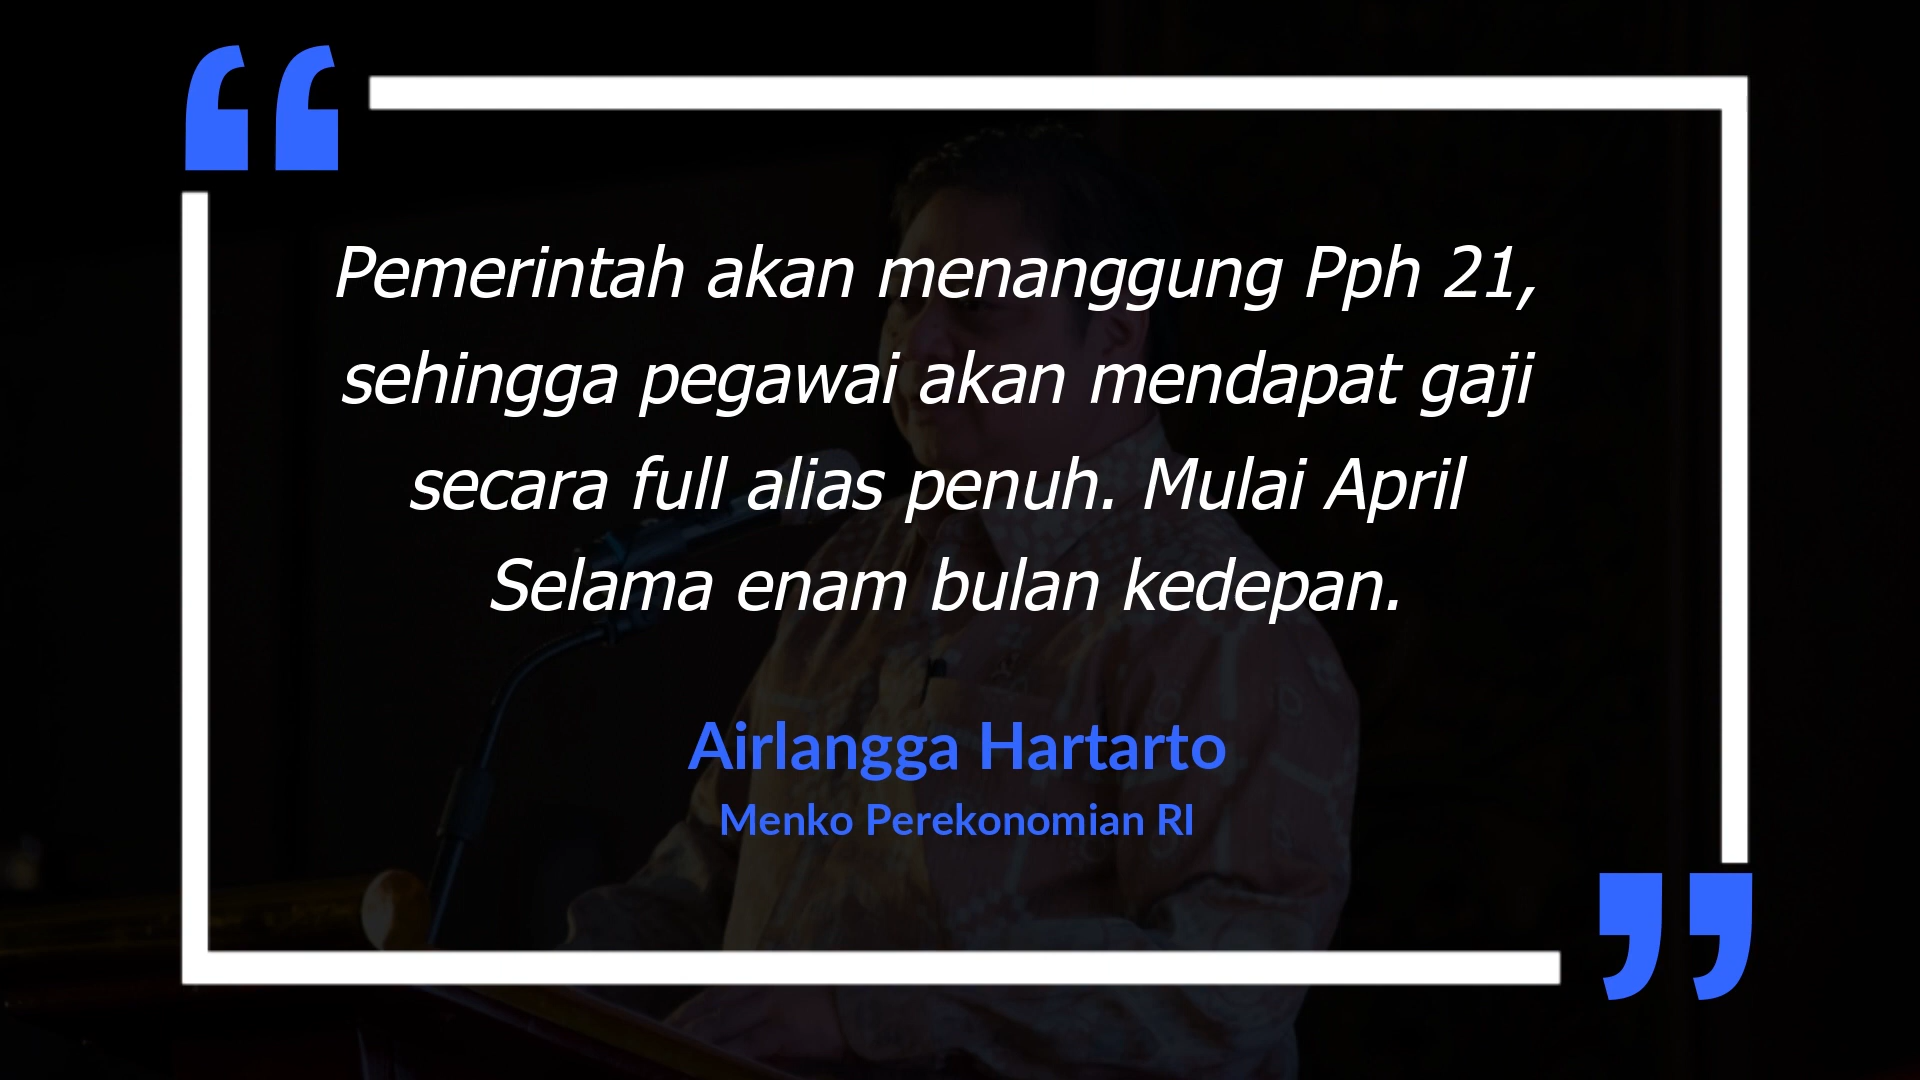 Pemerintah akan menanggung Pph 21,
sehingga pegawai akan mendapat gaji
secara full alias penuh. Mulai April
Selama enam bulan kedepan.
Airlangga Hartarto
Menko Perekonomian RI